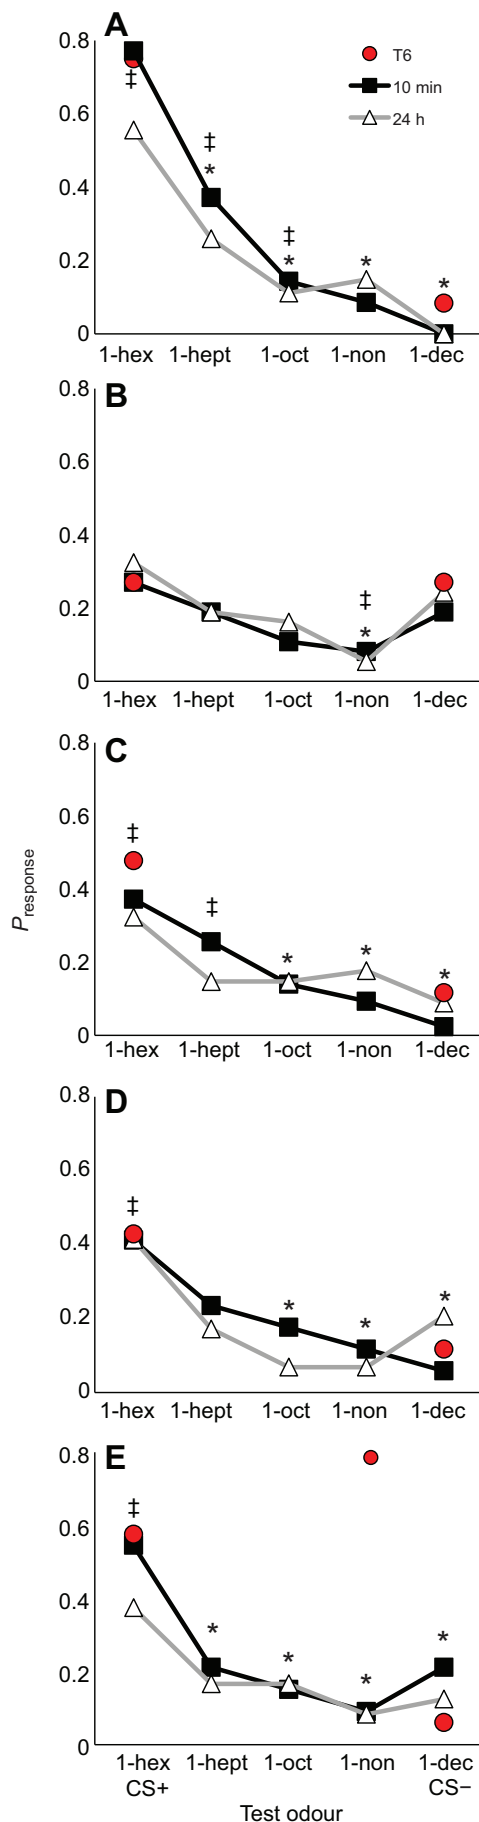 A
0.8
T6
‡
10 min
0.6
24 h
‡
*
0.4
‡
0.2
* *
*
0
1-hex 1-hept 1-oct 1-non 1-dec
B
0.8
0.6
0.4
‡
0.2
*
0
1-hex 1-hept 1-oct 1-non 1-dec
C
0.8
‡
0.6
‡
0.4
* *
*
0.2
0
1-hex 1-hept 1-oct 1-non 1-dec
Presponse
D
0.8
0.6
‡
0.4
* * *
0.2
0
1-hex 1-hept 1-oct 1-non 1-dec
E
0.8
‡
0.6
0.4
* * * *
0.2
0
1-hex 1-hept 1-oct 1-non 1-dec
CS+ CS−
Test odour